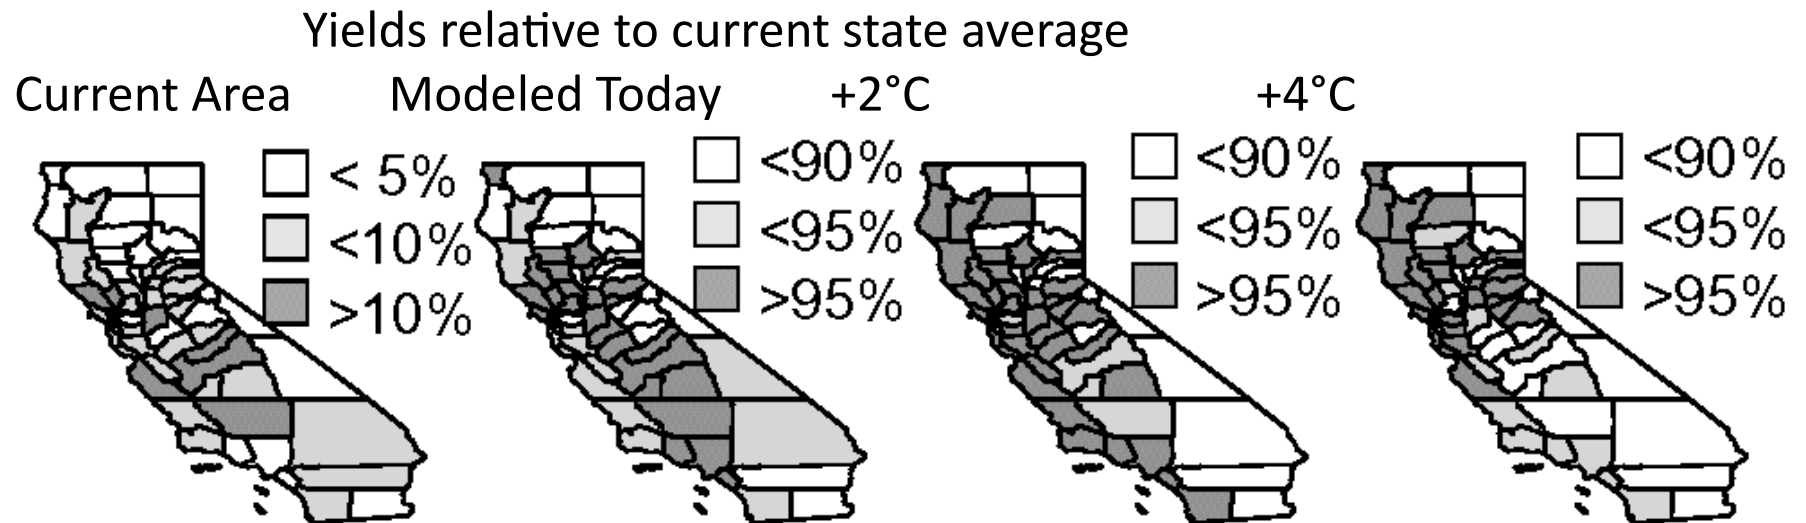 Yields relative to current state average
Current Area Modeled Today +2°C +4°C
< 5% <90% <90% <90%
<10% <95% <95% <95%
>10% >95% >95% >95%